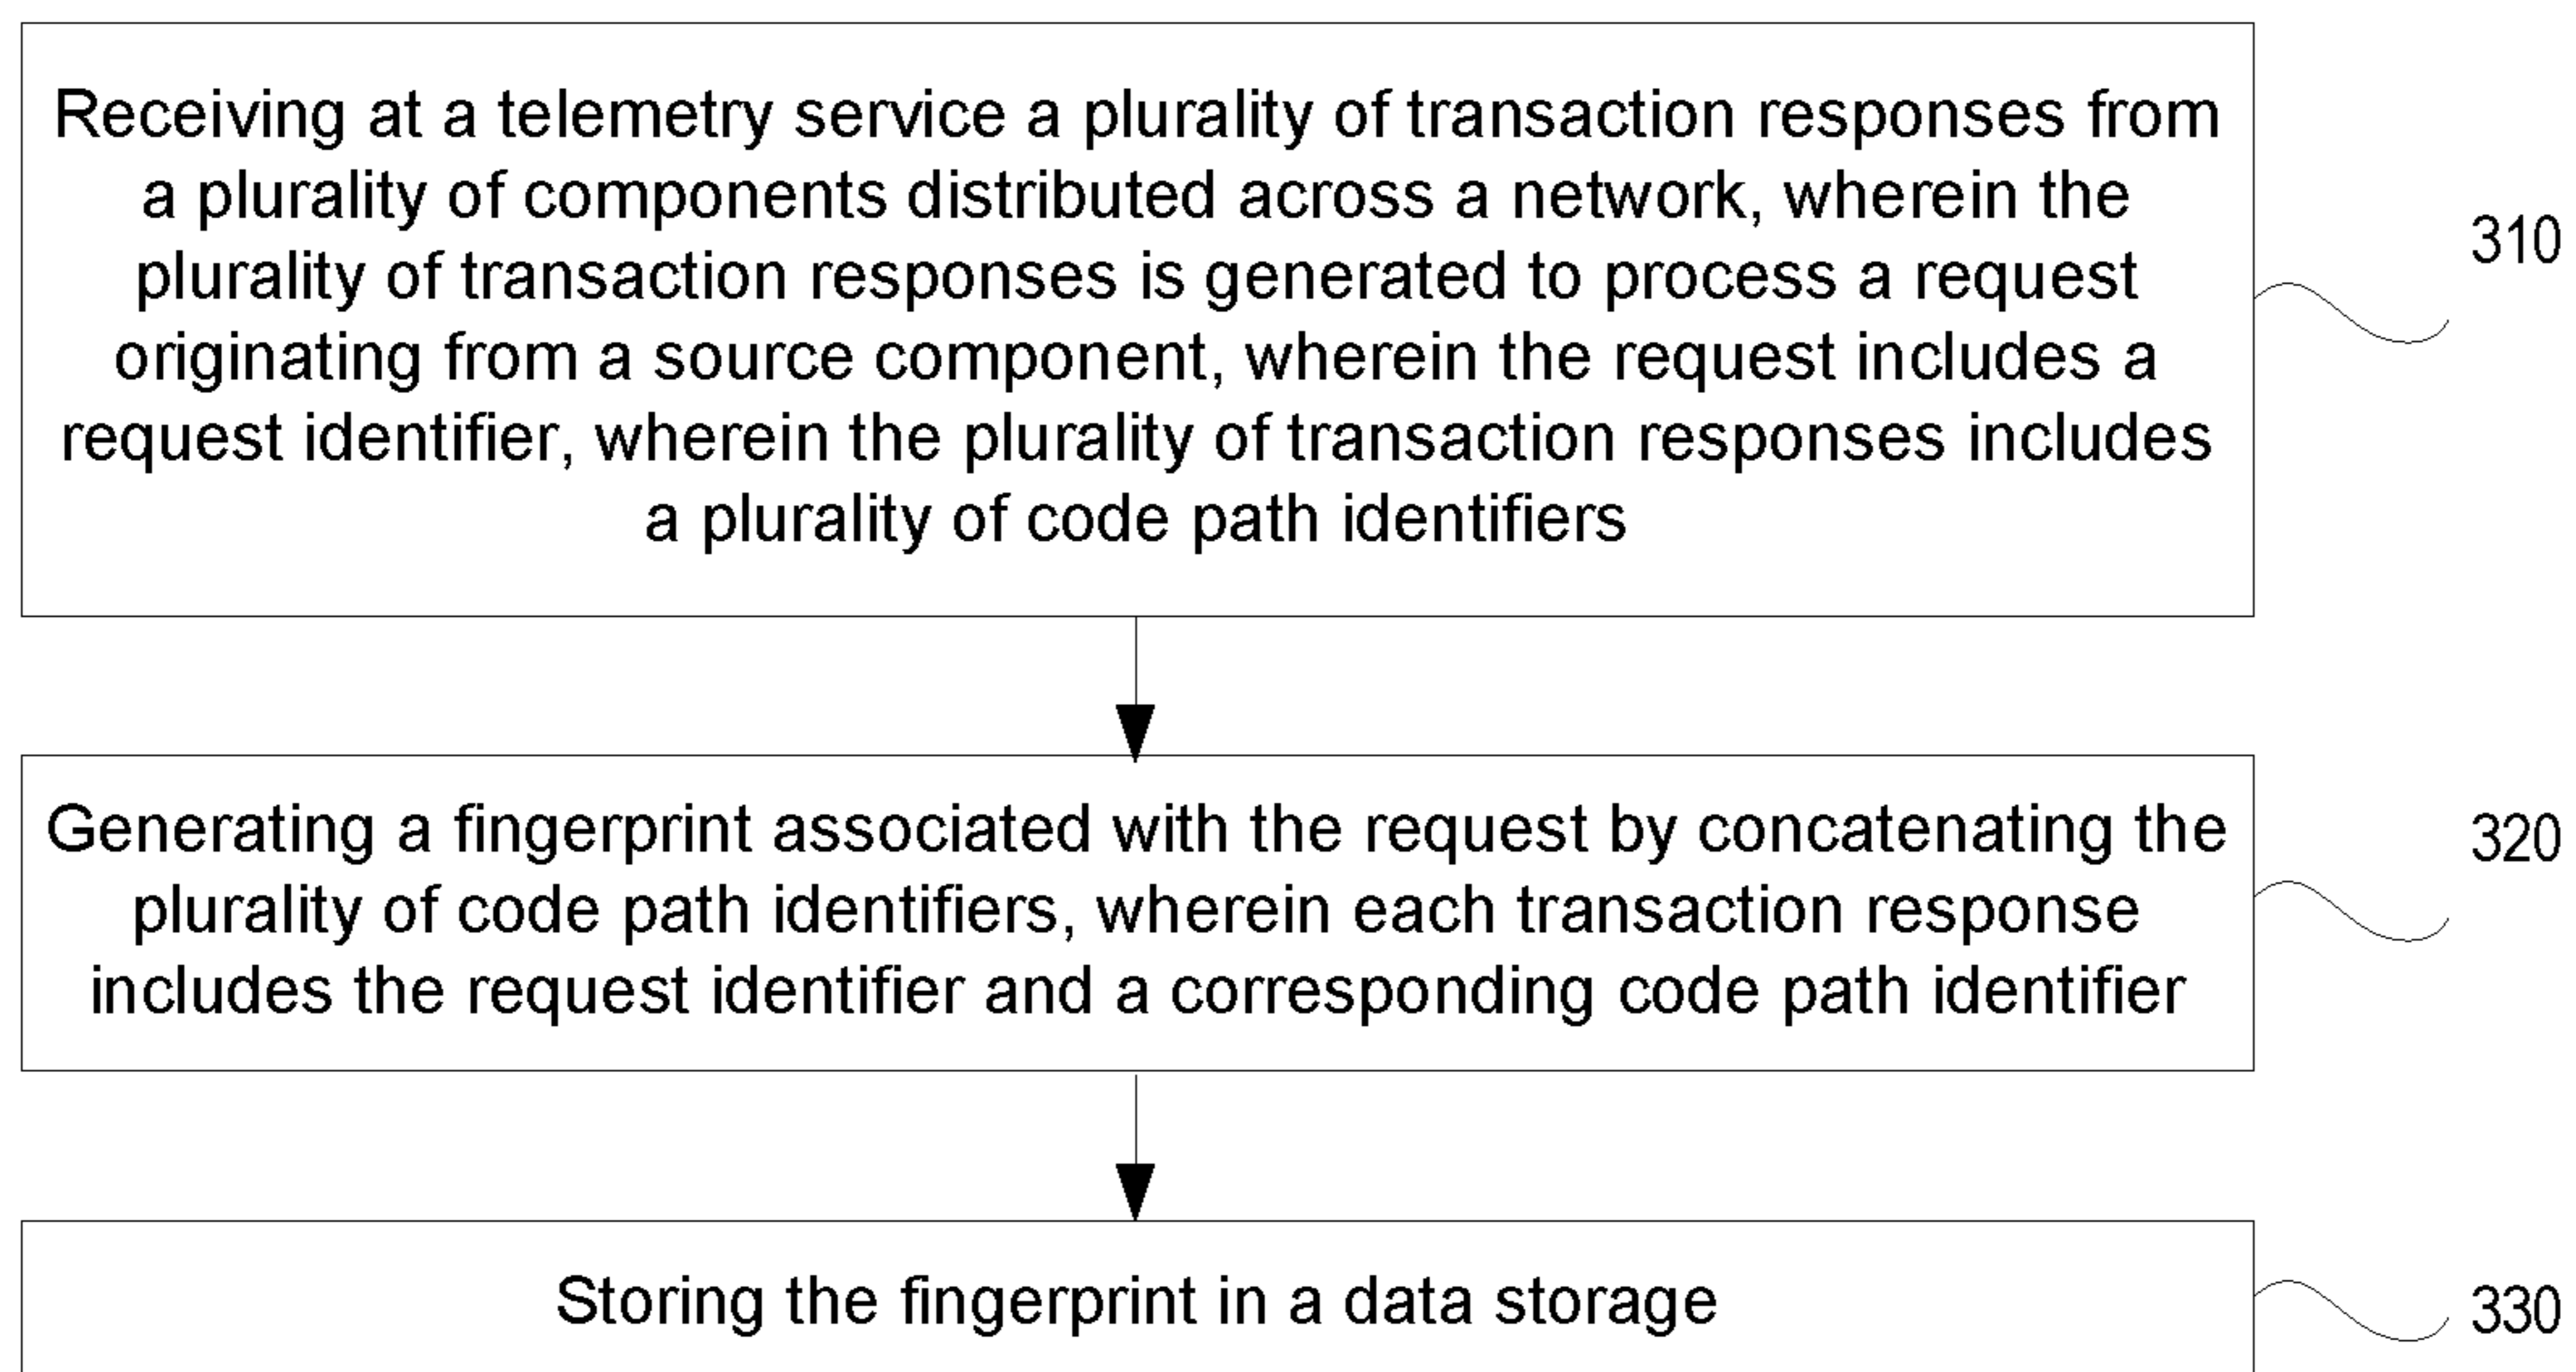 Receiving at a telemetry service a plurality of transaction responses from
a plurality of components distributed across a network, wherein the
plurality of transaction responses is generated to process a request
originating from a source component, wherein the request includes a
request identifier, wherein the plurality of transaction responses includes
a plurality of code path identifiers
310
Generating a fingerprint associated with the request by concatenating the
plurality of code path identifiers, wherein each transaction response
includes the request identifier and a corresponding code path identifier
320
Storing the fingerprint in a data storage
330